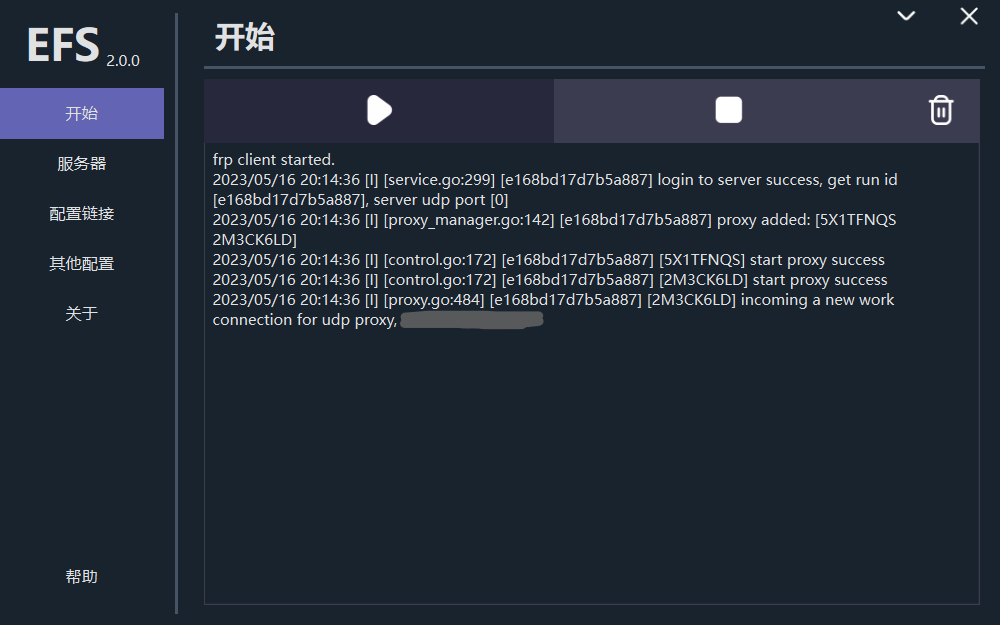 EFS 2.0.0
开始
服务器
配置链接
其他配置
关于
帮助
开始
frp client started.
2023/05/16 20:14:36 [I] [service.go:299] [e168bd17d7b5a887] login to server success, get run id
[e168bd17d7b5a887], server udp port [0]
2023/05/16 20:14:36 [I] [proxy_manager.go:142] [e168bd17d7b5a887] proxy added: [5X1TFNQS
2M3CK6LD]
2023/05/16 20:14:36 [I] [control.go:172] [e168bd17d7b5a887] [5X1TFNQS] start proxy success
2023/05/16 20:14:36 [I] [control.go:172] [e168bd17d7b5a887] [2M3CK6LD] start proxy success
2023/05/16 20:14:36 [I] [proxy.go:484] [e168bd17d7b5a887] [2M3CK6LD] incoming a new work
connection for udp proxy,